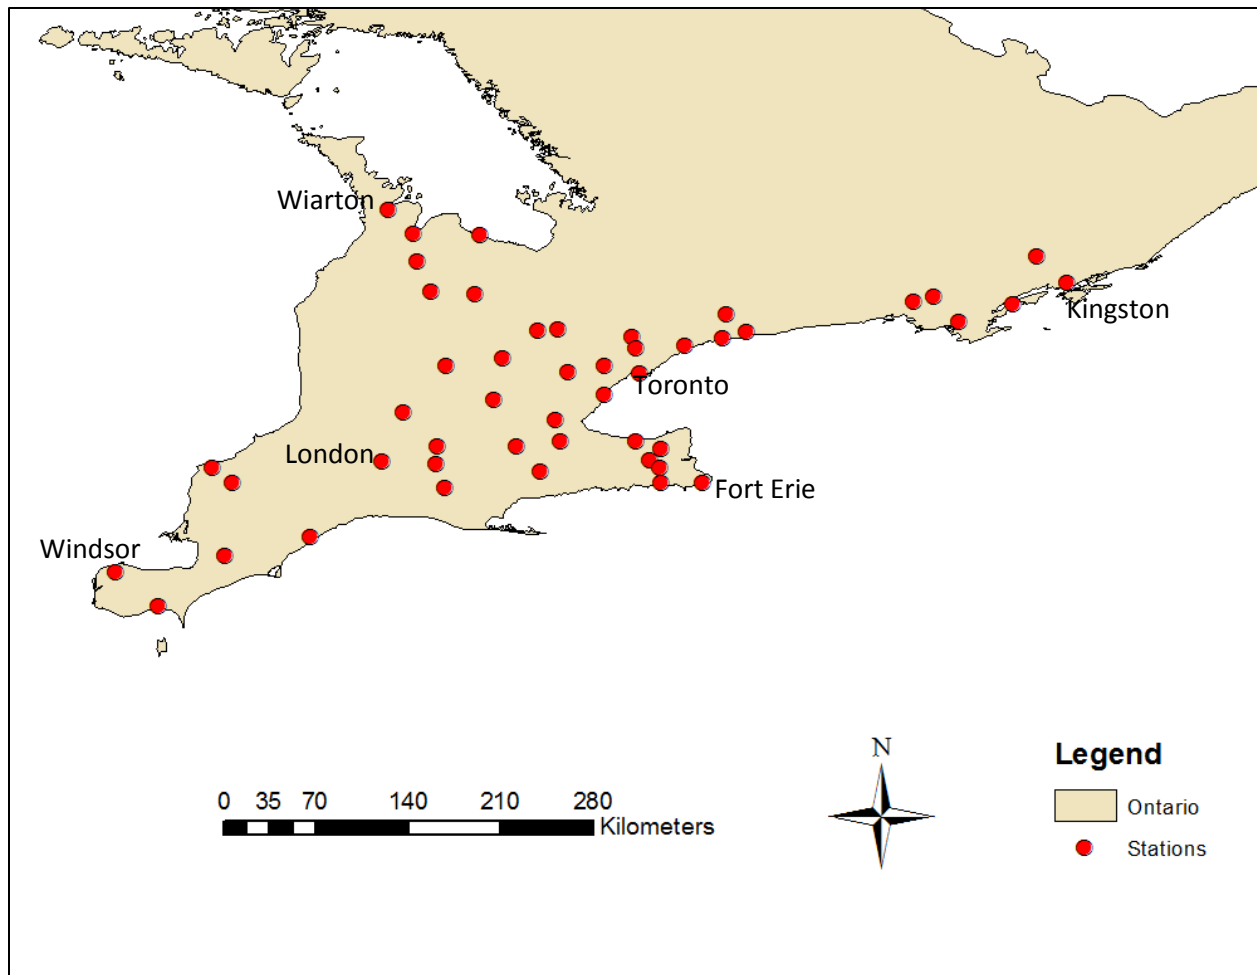 Wiarton
Kingston
Toronto
London
Fort Erie
Windsor
N
Legend
0 35 70 140 210 280
Ontario
Kilometers
Stations